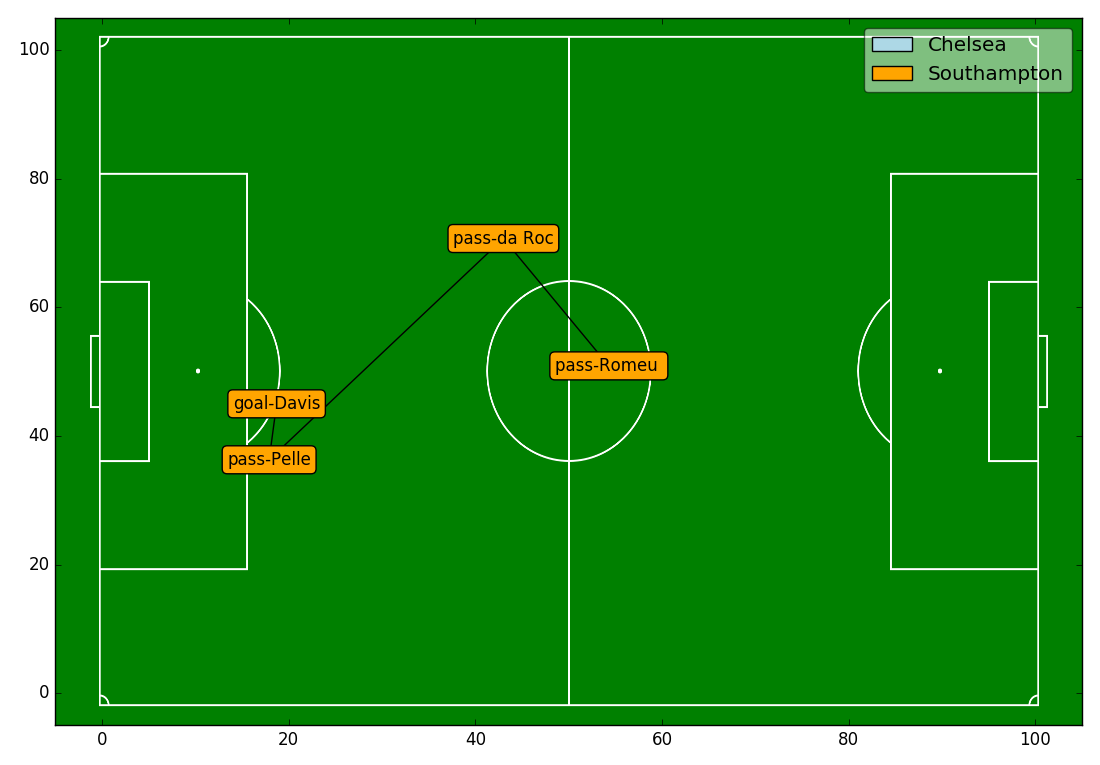 100
80
60
40
20
0
Chelsea
Southampton
pass-da Roc
pass-Romeu
goal-Davis
pass-Pelle
0 20 40 60 80 100